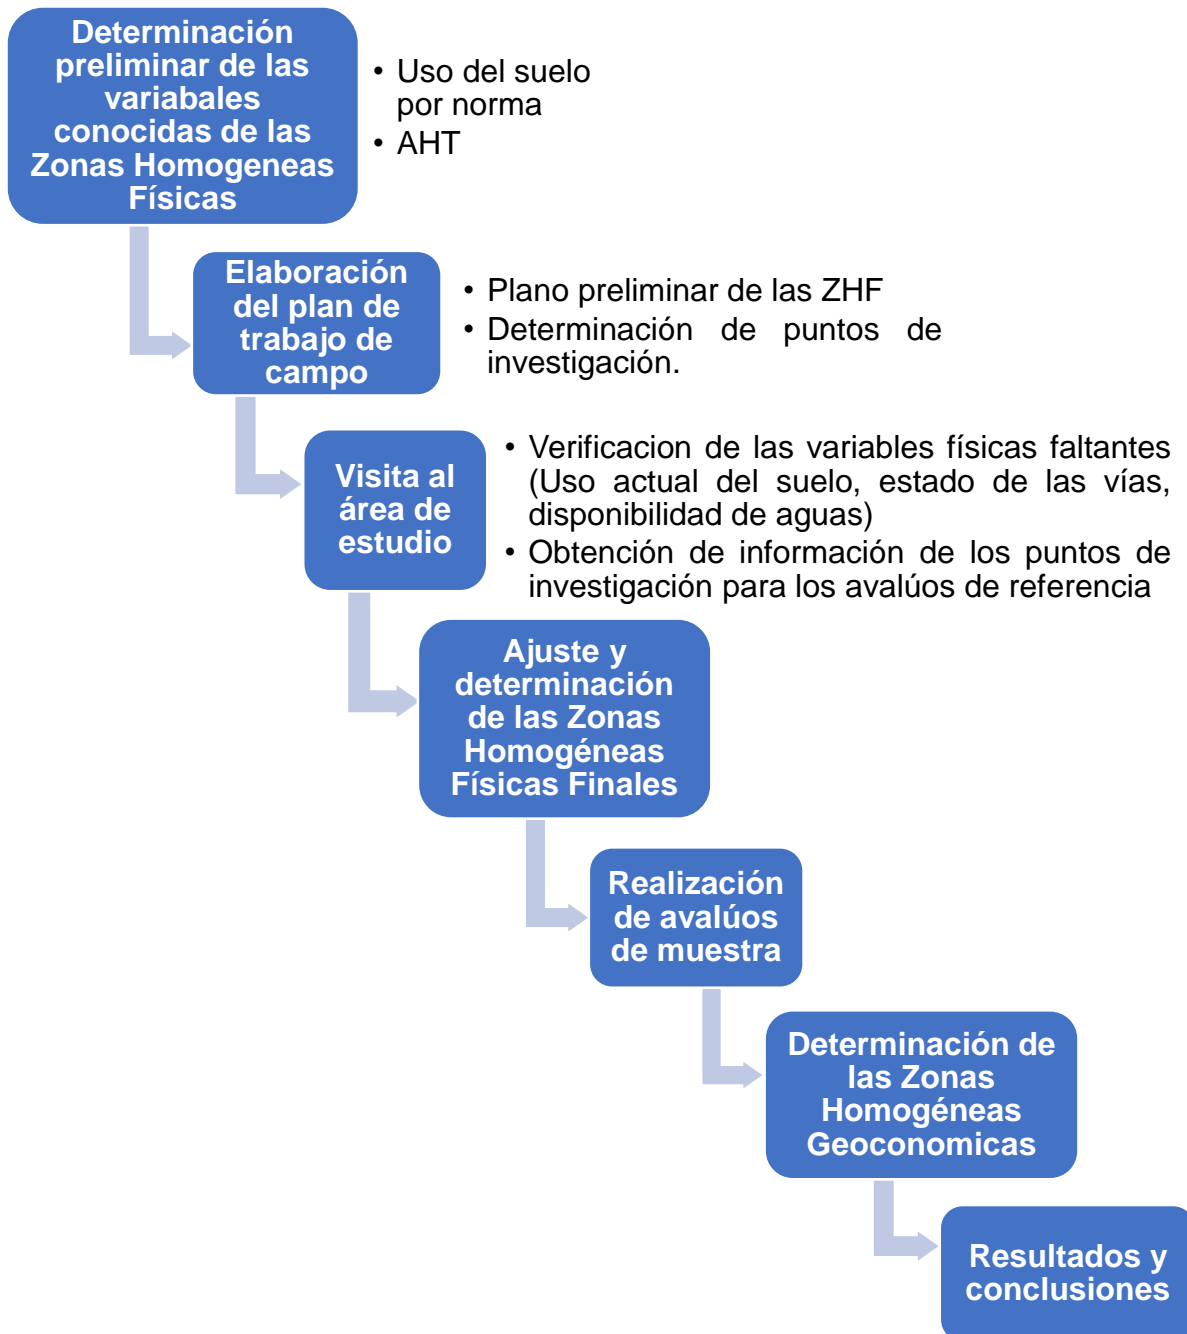 Determinación
preliminar de las
variabales
conocidas de las
Zonas Homogeneas
Físicas
• Uso del suelo
por norma
• AHT
Elaboración
del plan de
trabajo de
campo
• Plano preliminar de las ZHF
• Determinación de puntos de
investigación.
Visita al
área de
estudio
• Verificacion de las variables físicas faltantes
(Uso actual del suelo, estado de las vías,
disponibilidad de aguas)
• Obtención de información de los puntos de
investigación para los avalúos de referencia
Ajuste y
determinación
de las Zonas
Homogéneas
Físicas Finales
Realización
de avalúos
de muestra
Determinación de
las Zonas
Homogéneas
Geoconomicas
Resultados y
conclusiones